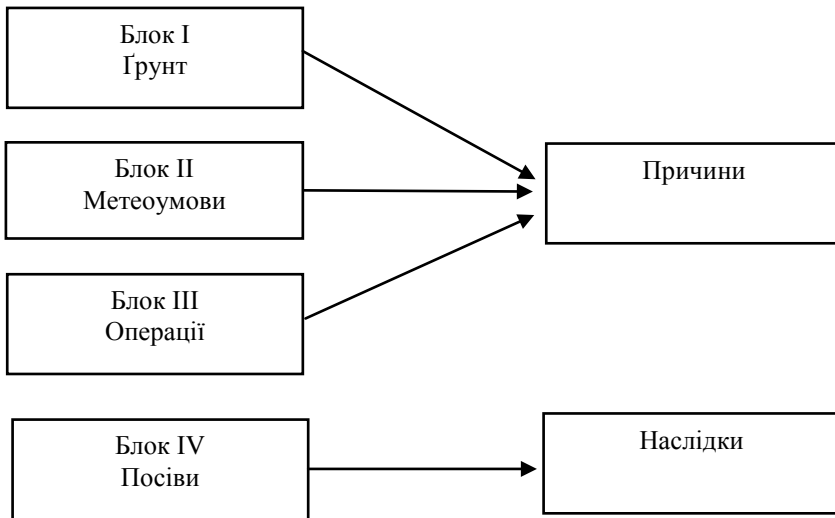 Блок I
Ґрунт
Блок II
Метеоумови
Причини
Блок III
Операції
Блок IV
Посіви
Наслідки